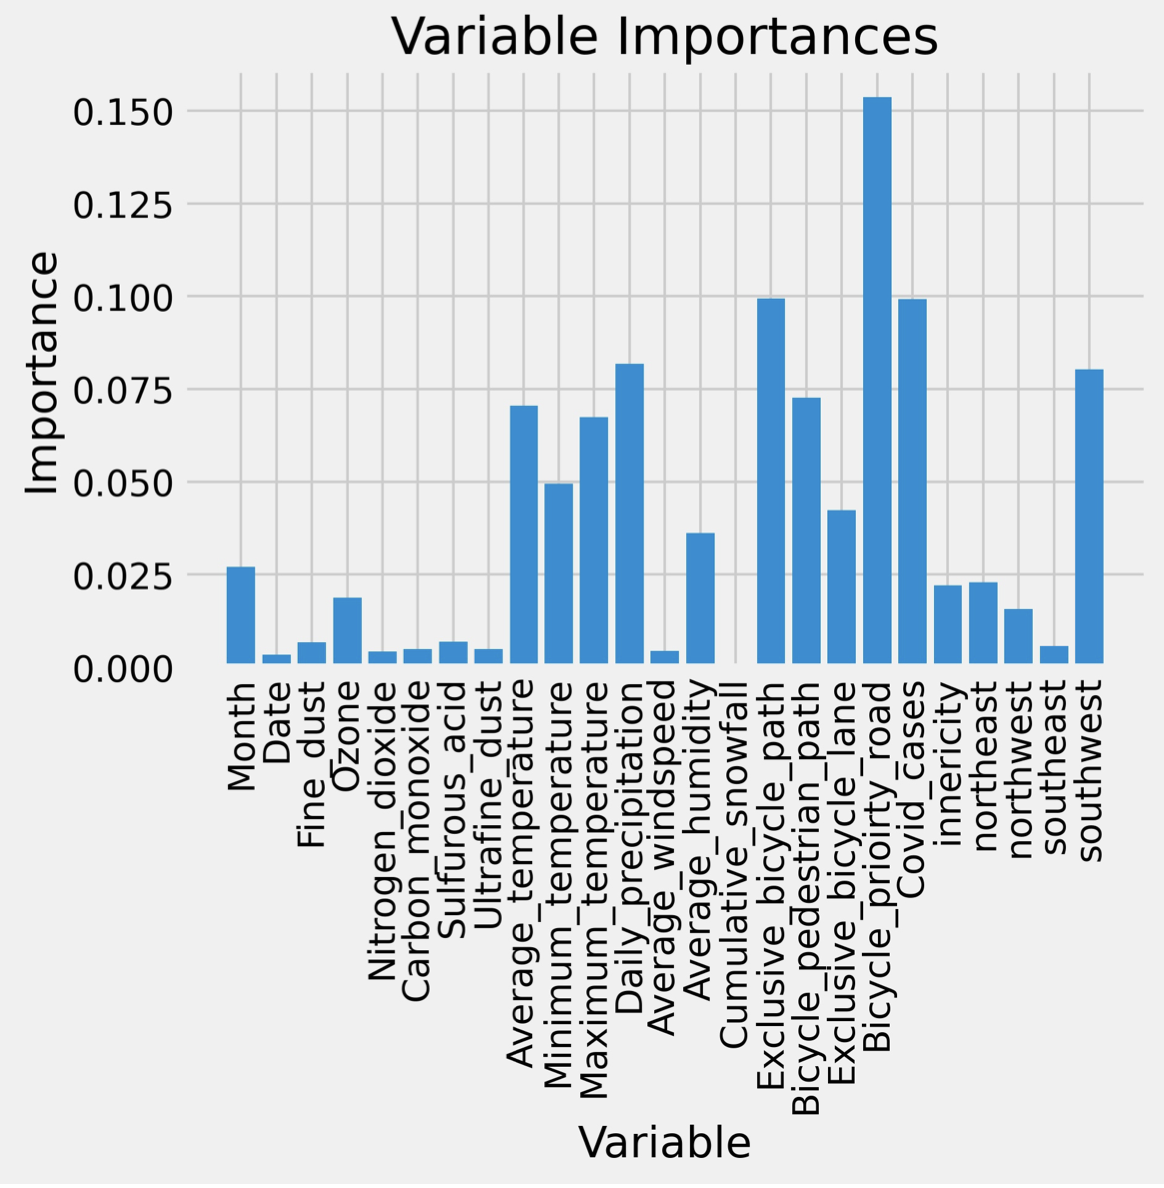 Variable Importances
Importance
0.150
0.125
0.100
0.075
0.050
0.025
0.000
Month
Date
Fine_dust
Ozone
Nitrogen_dioxide
Carbon_monoxide
Sulfurous_acid
Ultrafine_dust
Average_temperature
Minimum_temperature
Maximum_temperature
Daily_precipitation
Average_windspeed
Average_humidity
Cumulative_snowfall
Exclusive_bicycle_path
Bicycle_pedestrian_path
Exclusive_bicycle_lane
Bicycle_prioirty_road
Covid_cases
innericity
northeast
northwest
southeast
southwest
Variable